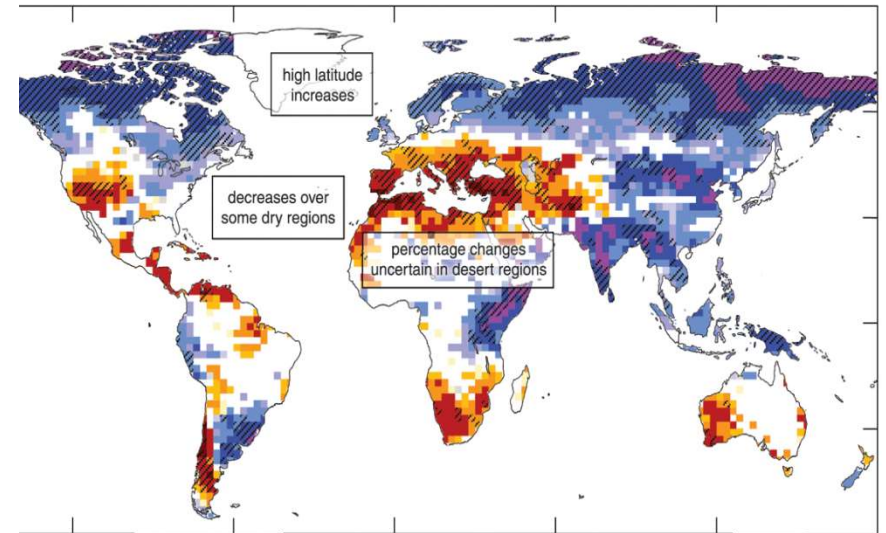 high latitude
increases
decreases over
some dry regions
percentage changes
uncertain in desert regions